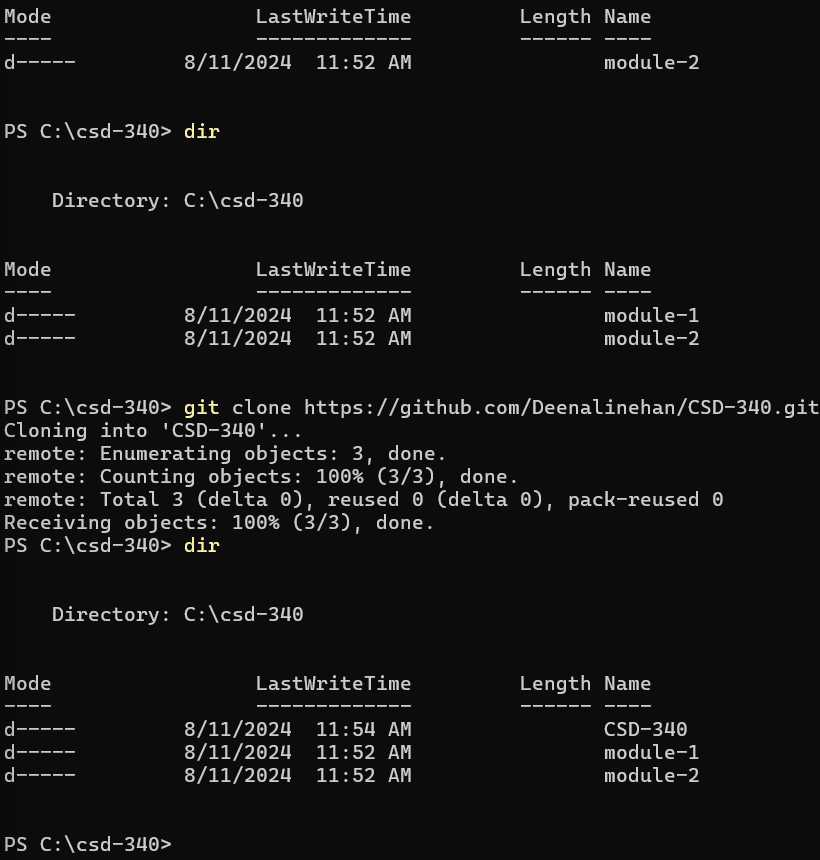 Mode                 LastWriteTime         Length Name
----                 -------------         ------ ----
d-----         8/11/2024  11:52 AM                module-2
PS C:\csd-340> dir
    Directory: C:\csd-340
Mode                 LastWriteTime         Length Name
----                 -------------         ------ ----
d-----         8/11/2024  11:52 AM                module-1
d-----         8/11/2024  11:52 AM                module-2
PS C:\csd-340> git clone https://github.com/Deenalinehan/CSD-340.git
Cloning into 'CSD-340'...
remote: Enumerating objects: 3, done.
remote: Counting objects: 100% (3/3), done.
remote: Total 3 (delta 0), reused 0 (delta 0), pack-reused 0
Receiving objects: 100% (3/3), done.
PS C:\csd-340> dir
    Directory: C:\csd-340
Mode                 LastWriteTime         Length Name
----                 -------------         ------ ----
d-----         8/11/2024  11:54 AM                CSD-340
d-----         8/11/2024  11:52 AM                module-1
d-----         8/11/2024  11:52 AM                module-2
PS C:\csd-340>